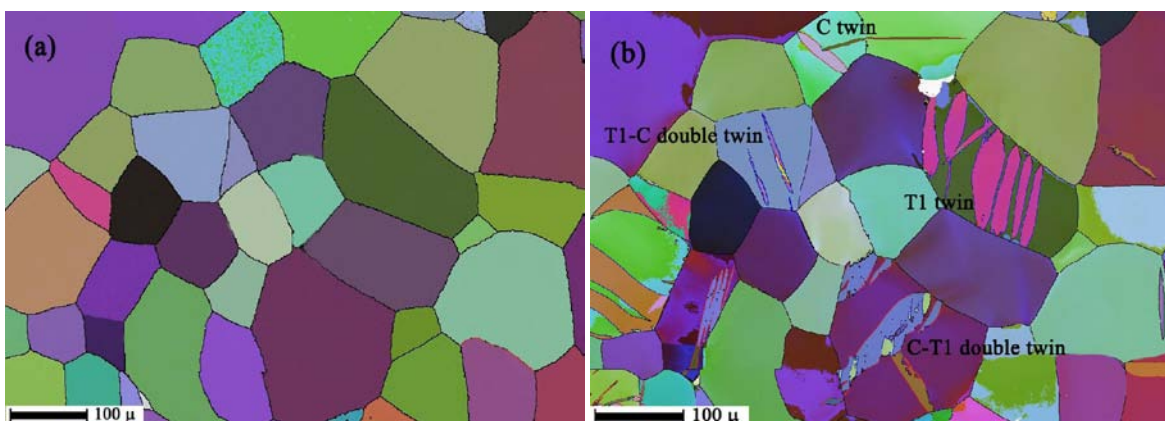 (a)
100 μ
(b)
C twin
T1-C double twin
T1 twin
C-T1 double twin
100 μ